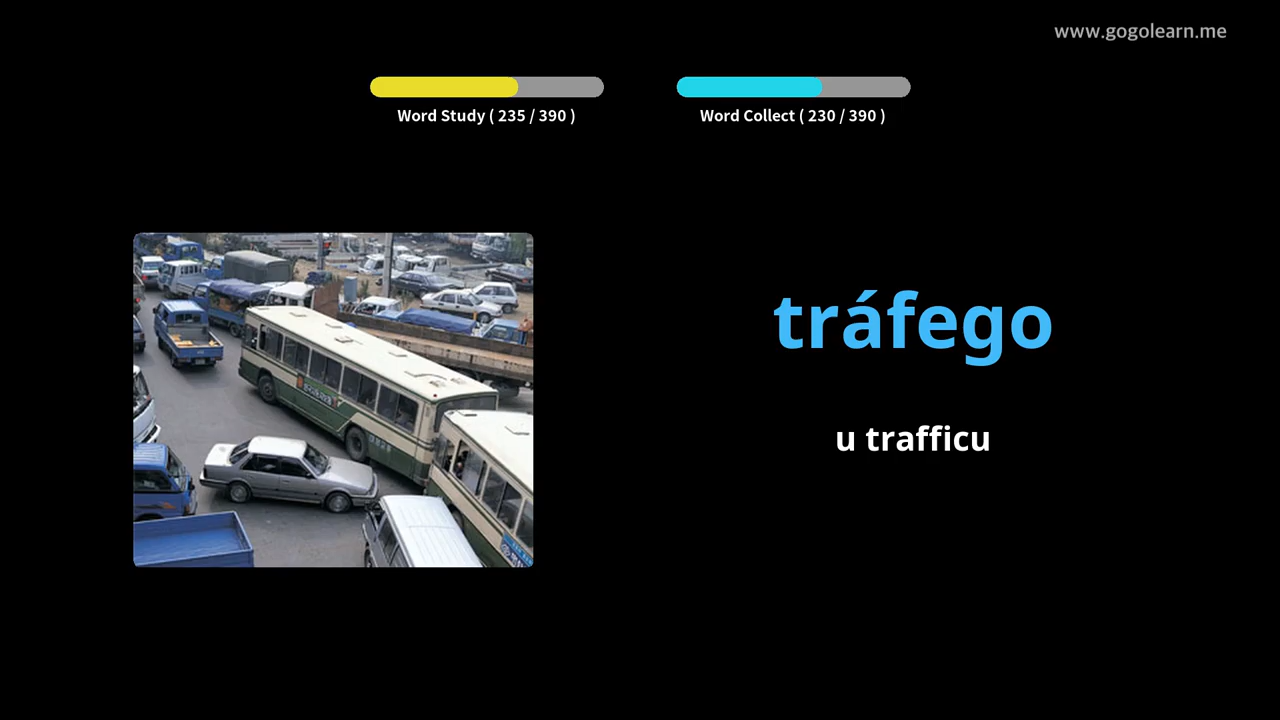 www.gogolearn.me
Word Study ( 235 / 390 )
Word Collect ( 230 / 390 )
tráfego
u trafficu